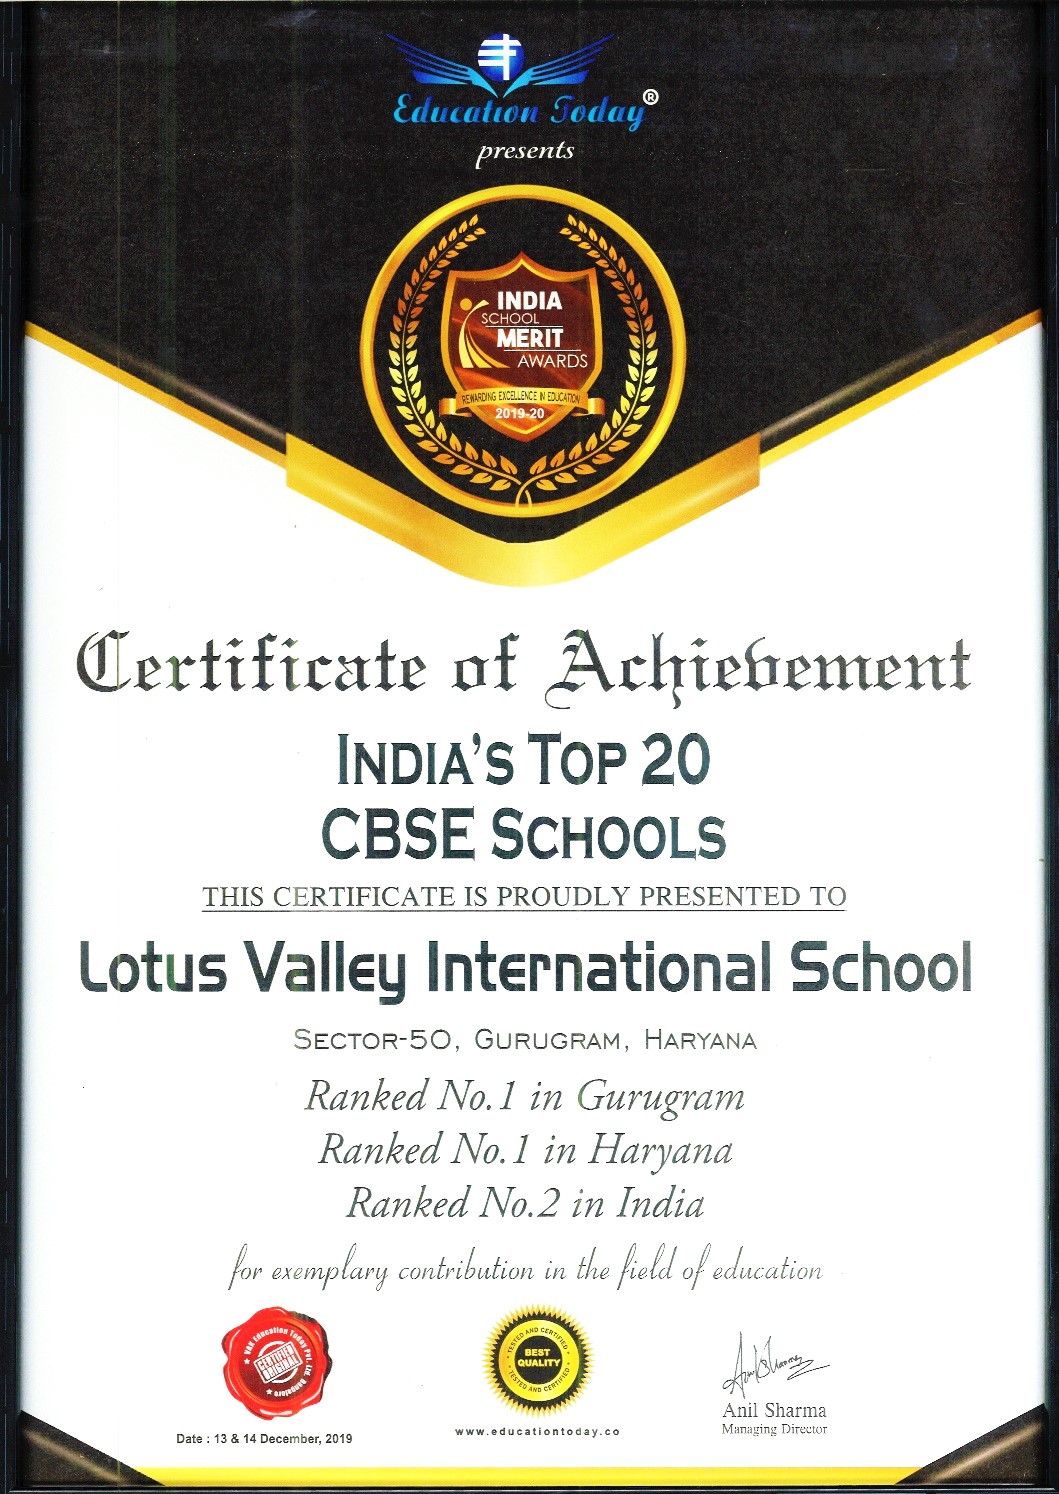 Education Today®
presents
INDIA
SCHOOL
MERIT
AWARDS
REWARDING EXCELLENCE IN EDUCATION
2019-20
Certificate of Achievement
INDIA'S TOP 20
CBSE SCHOOLS
THIS CERTIFICATE IS PROUDLY PRESENTED TO
Lotus Valley International School
SECTOR-50, GURUGRAM, HARYANA
Ranked No.1 in Gurugram
Ranked No.1 in Haryana
Ranked No.2 in India
for exemplary contribution in the field of education
VAK Education Today Pvt. Ltd. Bangalore
CERTIFIED
ORIGINAL
TESTED AND CERTIFIED
BEST
QUALITY
TESTED AND CERTIFIED
Anil Sharma
Managing Director
www.educationtoday.co
Date : 13 & 14 December, 2019